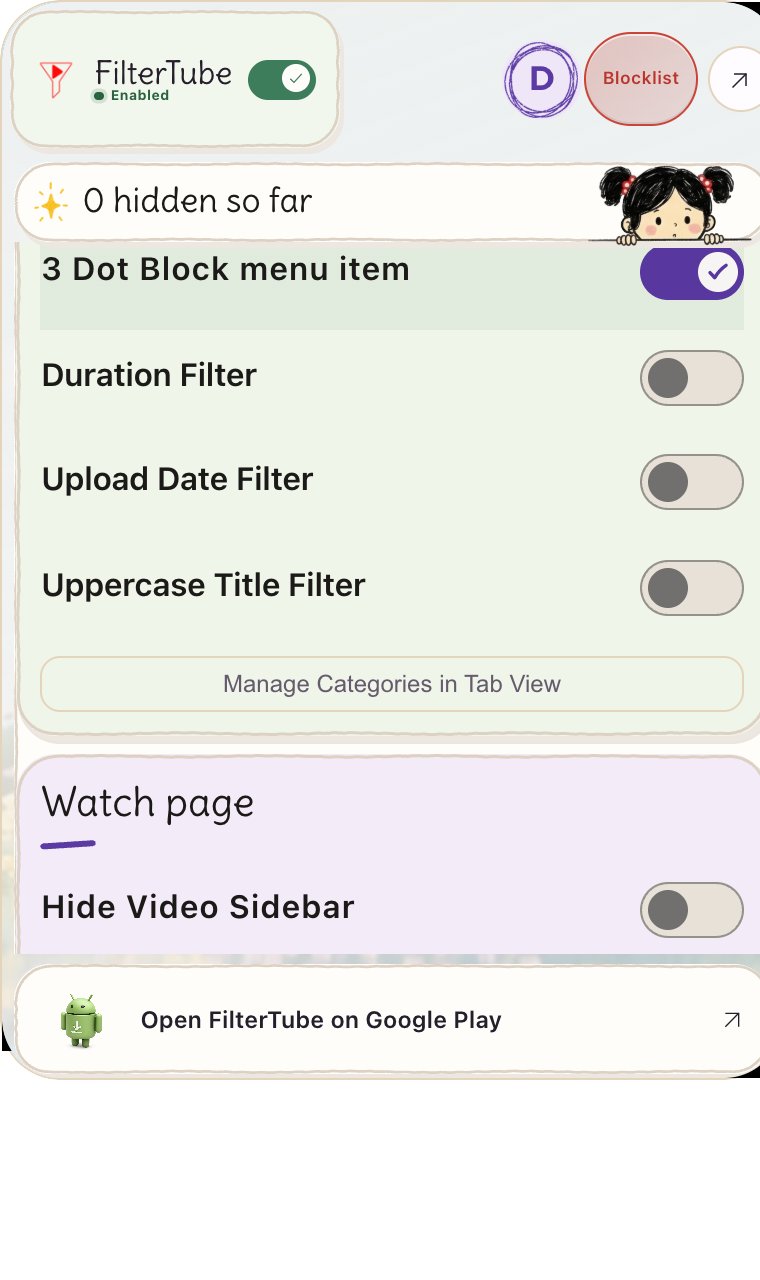 FilterTube
Enabled
D
Blocklist
0 hidden so far
3 Dot Block menu item
Duration Filter
Upload Date Filter
Uppercase Title Filter
Manage Categories in Tab View
Watch page
Hide Video Sidebar
Open FilterTube on Google Play